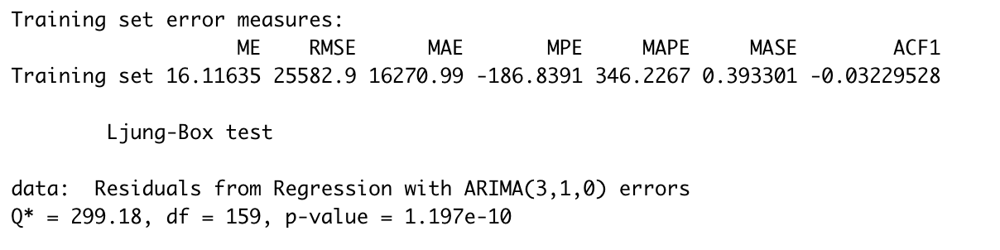 Training set error measures:
ME RMSE MAE MPE MAPE MASE ACF1
Training set 16.11635 25582.9 16270.99 -186.8391 346.2267 0.393301 -0.03229528
Ljung-Box test
data:  Residuals from Regression with ARIMA(3,1,0) errors
Q* = 299.18, df = 159, p-value = 1.197e-10